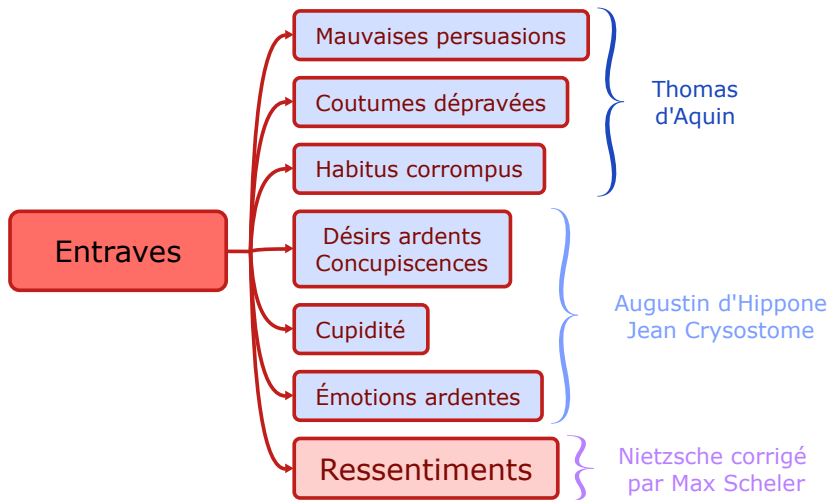 Entraves
Mauvaises persuasions
Coutumes dépravées
Habitus corrompus
Thomas
d'Aquin
Désirs ardents
Concupiscences
Cupidité
Émotions ardentes
Augustin d'Hippone
Jean Crysostome
Ressentiments
Nietzsche corrigé
par Max Scheler